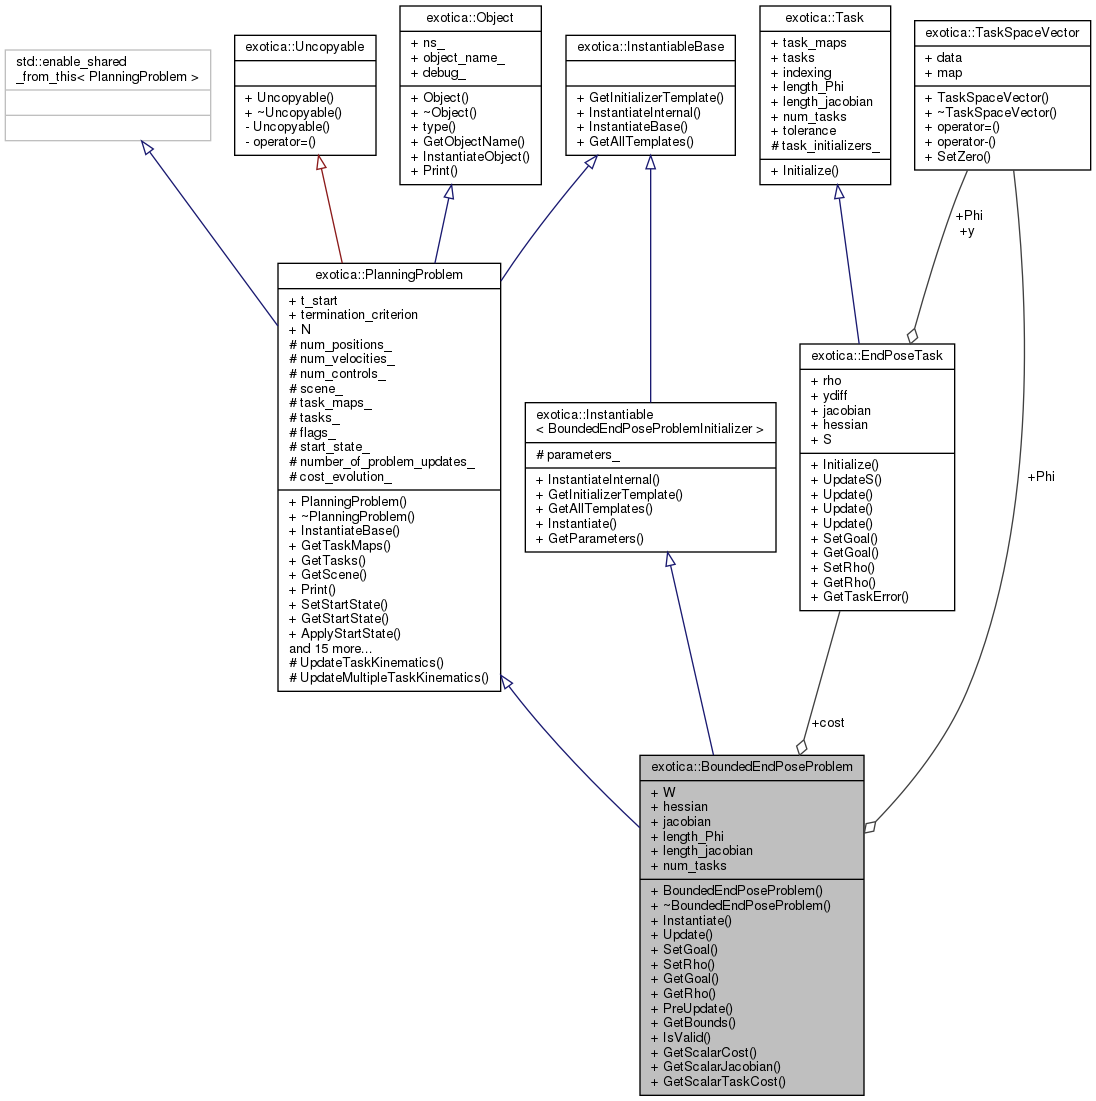 std::enable_shared
_from_this< PlanningProblem >
exotica::Uncopyable
+ Uncopyable()
+ ~Uncopyable()
- Uncopyable()
- operator=()
exotica::Object
+ ns_
+ object_name_
+ debug_
+ Object()
+ ~Object()
+ type()
+ GetObjectName()
+ InstantiateObject()
+ Print()
exotica::InstantiableBase
+ GetInitializerTemplate()
+ InstantiateInternal()
+ InstantiateBase()
+ GetAllTemplates()
exotica::Task
+ task_maps
+ tasks
+ indexing
+ length_Phi
+ length_jacobian
+ num_tasks
+ tolerance
# task_initializers_
+ Initialize()
exotica::TaskSpaceVector
+ data
+ map
+ TaskSpaceVector()
+ ~TaskSpaceVector()
+ operator=()
+ operator-()
+ SetZero()
+Phi
+y
exotica::PlanningProblem
+ t_start
+ termination_criterion
+ N
# num_positions_
# num_velocities_
# num_controls_
# scene_
# task_maps_
# tasks_
# flags_
# start_state_
# number_of_problem_updates_
# cost_evolution_
+ PlanningProblem()
+ ~PlanningProblem()
+ InstantiateBase()
+ GetTaskMaps()
+ GetTasks()
+ GetScene()
+ Print()
+ SetStartState()
+ GetStartState()
+ ApplyStartState()
and 15 more...
# UpdateTaskKinematics()
# UpdateMultipleTaskKinematics()
exotica::Instantiable
< BoundedEndPoseProblemInitializer >
# parameters_
+ InstantiateInternal()
+ GetInitializerTemplate()
+ GetAllTemplates()
+ Instantiate()
+ GetParameters()
exotica::EndPoseTask
+ rho
+ ydiff
+ jacobian
+ hessian
+ S
+ Initialize()
+ UpdateS()
+ Update()
+ Update()
+ Update()
+ SetGoal()
+ GetGoal()
+ SetRho()
+ GetRho()
+ GetTaskError()
+Phi
+cost
exotica::BoundedEndPoseProblem
+ W
+ hessian
+ jacobian
+ length_Phi
+ length_jacobian
+ num_tasks
+ BoundedEndPoseProblem()
+ ~BoundedEndPoseProblem()
+ Instantiate()
+ Update()
+ SetGoal()
+ SetRho()
+ GetGoal()
+ GetRho()
+ PreUpdate()
+ GetBounds()
+ IsValid()
+ GetScalarCost()
+ GetScalarJacobian()
+ GetScalarTaskCost()